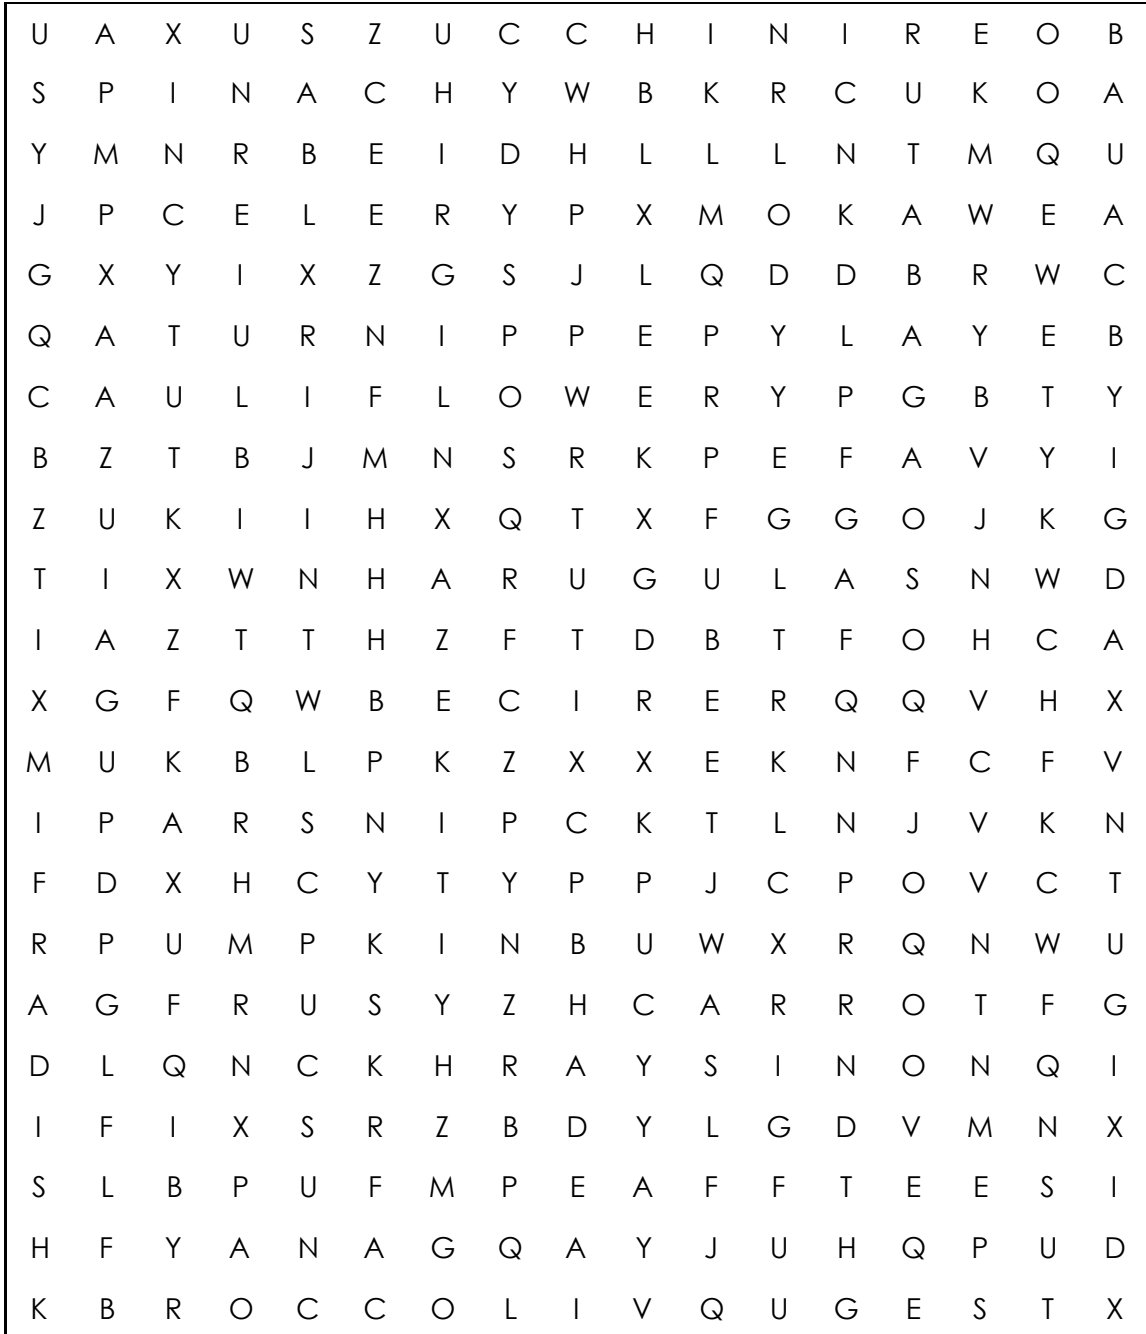 U A X U S Z U C C H I N I R E O B
S P I N A C H Y W B K R C U K O A
Y M N R B E I D H L L L N T M Q U
J P C E L E R Y P X M O K A W E A
G X Y I X Z G S J L Q D D B R W C
Q A T U R N I P P E P Y L A Y E B
C A U L I F L O W E R Y P G B T Y
B Z T B J M N S R K P E F A V Y I
Z U K I I H X Q T X F G G O J K G
T I X W N H A R U G U L A S N W D
I A Z T T H Z F T D B T F O H C A
X G F Q W B E C I R E R Q Q V H X
M U K B L P K Z X X E K N F C F V
I P A R S N I P C K T L N J V K N
F D X H C Y T Y P P J C P O V C T
R P U M P K I N B U W X R Q N W U
A G F R U S Y Z H C A R R O T F G
D L Q N C K H R A Y S I N O N Q I
I F I X S R Z B D Y L G D V M N X
S L B P U F M P E A F F T E E S I
H F Y A N A G Q A Y J U H Q P U D
K B R O C C O L I V Q U G E S T X